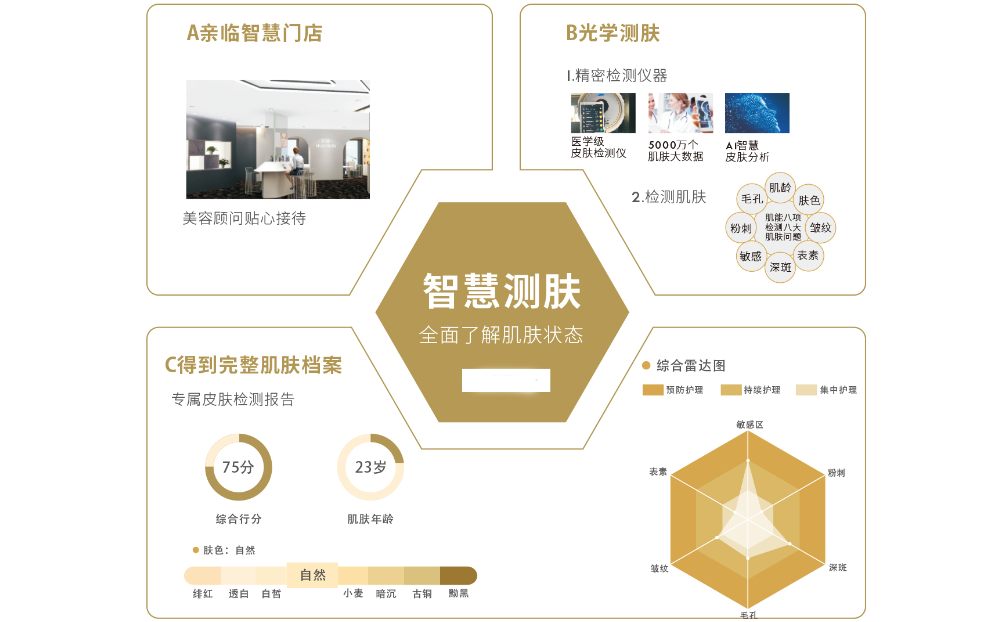 A亲临智慧门店
美容顾问贴心接待
B光学测肤
1.精密检测仪器
医学级
皮肤检测仪
5000万个
肌肤大数据
AI智慧
皮肤分析
2.检测肌肤
肌龄
肤色
皱纹
表素
深斑
敏感
粉刺
毛孔
肌能八项
检测八大
肌肤问题
智慧测肤
全面了解肌肤状态
C得到完整肌肤档案
专属皮肤检测报告
75分
综合行分
23岁
肌肤年龄
肤色：自然
自然
绯红
透白
白皙
小麦
暗沉
古铜
黝黑
综合雷达图
预防护理
持续护理
集中护理
敏感区
粉刺
深斑
毛孔
皱纹
表素